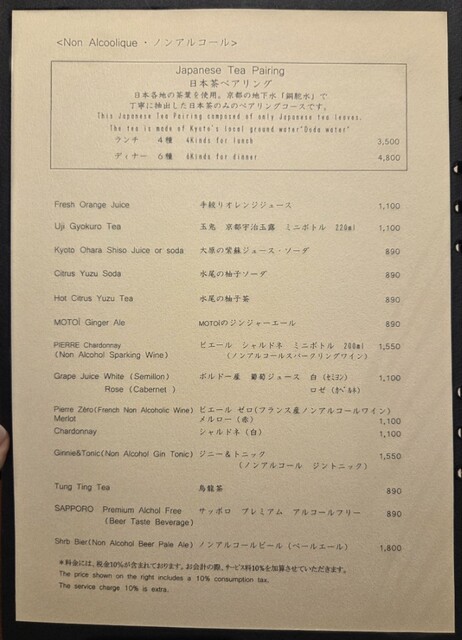 <Non Alcoolique・ノンアルコール>
Japanese Tea Pairing
日本茶ペアリング
日本各地の茶葉を使用。京都の地下水「銅駝水」で
丁寧に抽出した日本茶のみのペアリングコースです。
This Japanese Tea Pairing composed of only Japanese tea leaves.
The tea is made of Kyoto's local ground water"Dodo water"
ランチ 4種 4Kinds for lunsh 3,500
ディナー 6種 6Kinds for dinner 4,800
Fresh Orange Juice 手絞りオレンジジュース 1,100
Uji Gyokuro Tea 玉兎 京都宇治玉露 ミニボトル 220ml 1,100
Kyoto Ohara Shiso Juice or soda 大原の紫蘇ジュース・ソーダ 890
Citrus Yuzu Soda 水尾の柚子ソーダ 890
Hot Citrus Yuzu Tea 水尾の柚子茶 890
MOTOÏ Ginger Ale MOTOÏのジンジャーエール 890
PIERRE Chardonnay ピエール シャルドネ ミニボトル 200ml 1,550
(Non Alcohol Sparking Wine) (ノンアルコールスパークリングワイン)
Grape Juice White (Semillon) ボルドー産 葡萄ジュース 白 (ｾﾐﾖﾝ) 1,100
Rose (Cabernet ) ロゼ (ｶﾍﾞﾙﾈ)
Pierre Zéro(French Non Alcoholic Wine) ピエール ゼロ(フランス産ノンアルコールワイン)
Merlot メルロー (赤) 1,100
Chardonnay シャルドネ (白) 1,100
Ginnie&Tonic(Non Alcohol Gin Tonic) ジニー&トニック 1,550
(ノンアルコール ジントニック)
Tung Ting Tea 烏龍茶 890
SAPPORO Premium Alchol Free サッポロ プレミアム アルコールフリー 890
(Beer Taste Beverage)
Shrb Bier(Non Alcohol Beer Pale Ale) ノンアルコールビール (ペールエール) 1,800
＊料金には、税金10%が含まれております。お会計の際、サービス料10%を加算させていただきます。
The price shown on the right includes a 10% consumption tax.
The service charge 10% is extra.